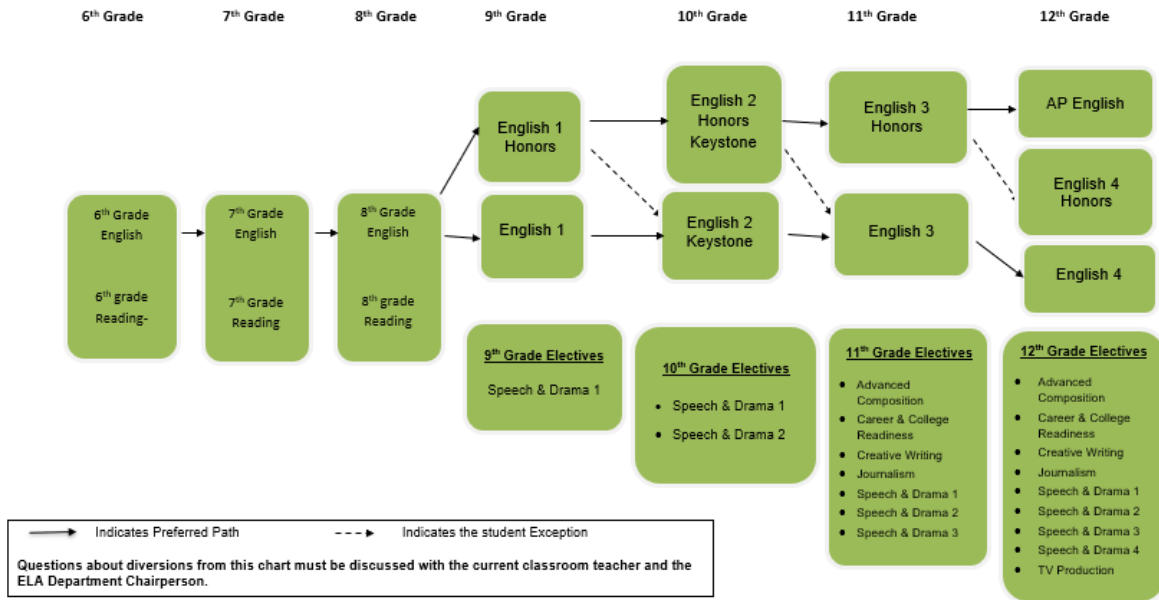 6th Grade
7th Grade
8th Grade
9th Grade
10th Grade
11th Grade
12th Grade
6th Grade
English
6th grade
Reading-
7th Grade
English
7th Grade
Reading
8th Grade
English
8th grade
Reading
English 1
Honors
English 1
English 2
Honors
Keystone
English 2
Keystone
English 3
Honors
English 3
AP English
English 4
Honors
English 4
9th Grade Electives
Speech & Drama 1
10th Grade Electives
• Speech & Drama 1
• Speech & Drama 2
11th Grade Electives
• Advanced
Composition
• Career & College
Readiness
• Creative Writing
• Journalism
• Speech & Drama 1
• Speech & Drama 2
• Speech & Drama 3
12th Grade Electives
• Advanced
Composition
• Career & College
Readiness
• Creative Writing
• Journalism
• Speech & Drama 1
• Speech & Drama 2
• Speech & Drama 3
• Speech & Drama 4
• TV Production
Indicates Preferred Path
Indicates the student Exception
Questions about diversions from this chart must be discussed with the current classroom teacher and the
ELA Department Chairperson.